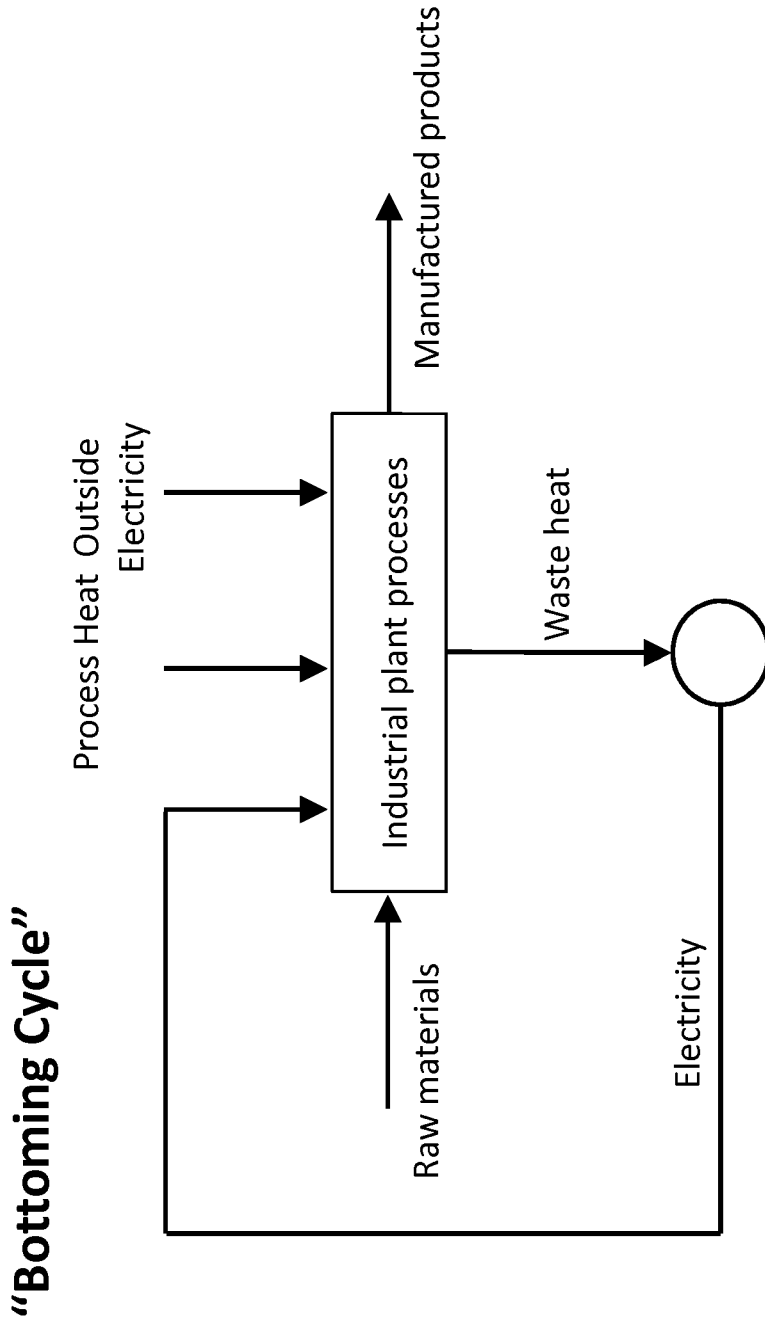 “Bottoming Cycle”
Process Heat Outside
Electricity
Industrial plant processes
Raw materials
Manufactured products
Waste heat
Electricity